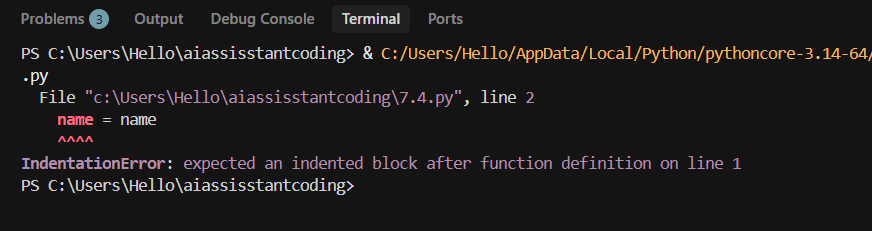 Problems 3 Output Debug Console Terminal Ports
PS C:\Users\Hello\aiassisstantcoding> & C:/Users/Hello/AppData/Local/Python/pythoncore-3.14-64/
.py
File "c:\Users\Hello\aiassisstantcoding\7.4.py", line 2
name = name
^^^^
IndentationError: expected an indented block after function definition on line 1
PS C:\Users\Hello\aiassisstantcoding>